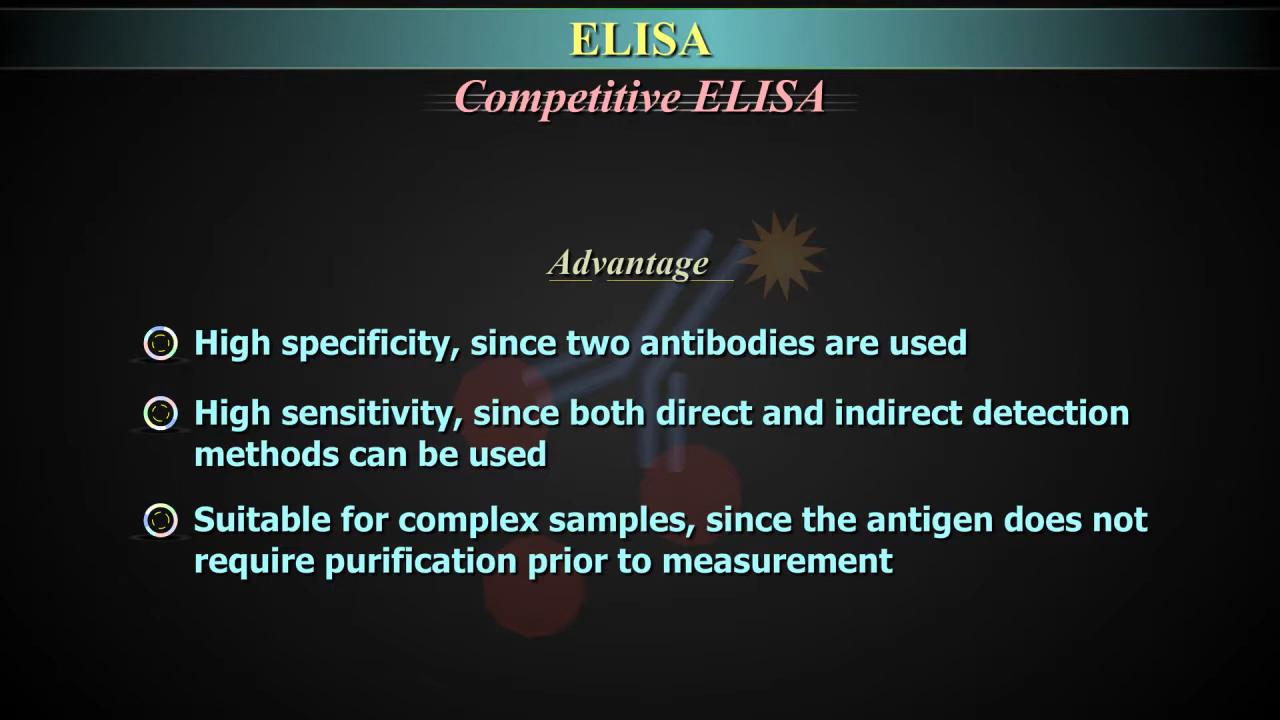 ELISA
Competitive ELISA
Advantage
High specificity, since two antibodies are used
High sensitivity, since both direct and indirect detection
methods can be used
Suitable for complex samples, since the antigen does not
require purification prior to measurement